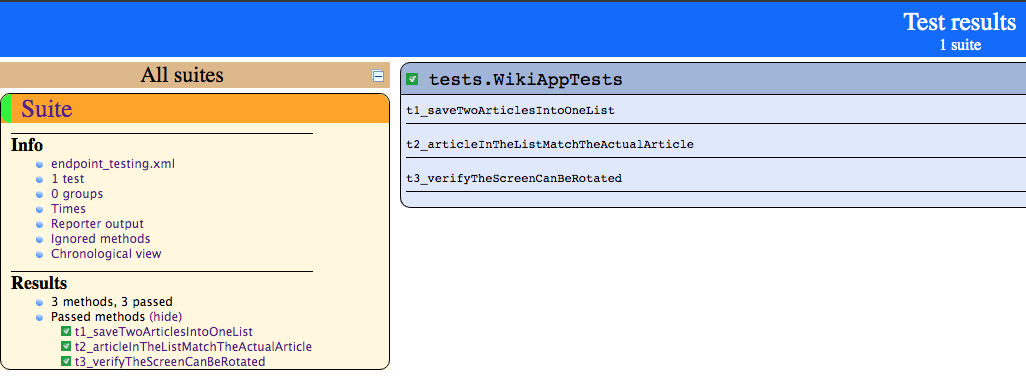 Test results
1 suite
All suites
Suite
Info
endpoint_testing.xml
1 test
0 groups
Times
Reporter output
Ignored methods
Chronological view
Results
3 methods, 3 passed
Passed methods (hide)
t1_saveTwoArticlesIntoOneList
t2_articleInTheListMatchTheActualArticle
t3_verifyTheScreenCanBeRotated
tests.WikiAppTests
t1_saveTwoArticlesIntoOneList
t2_articleInTheListMatchTheActualArticle
t3_verifyTheScreenCanBeRotated